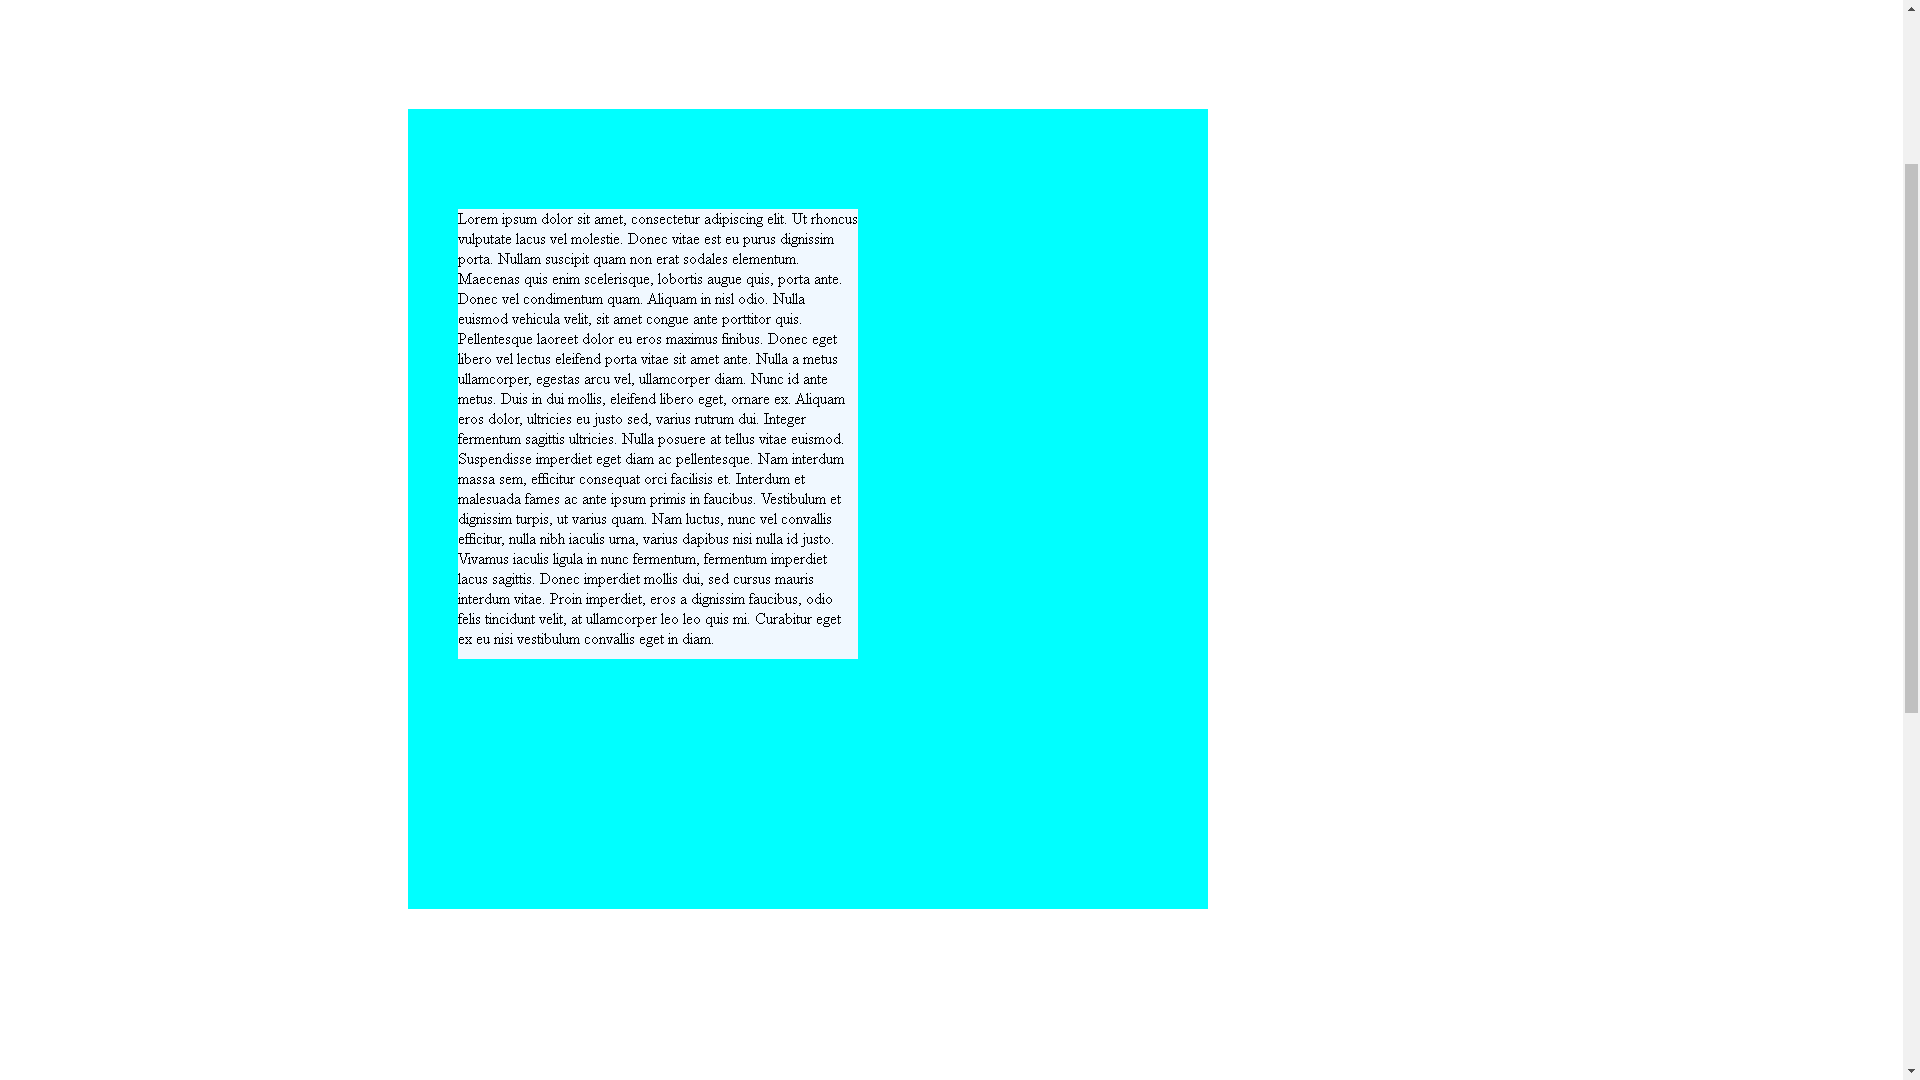 Lorem ipsum dolor sit amet, consectetur adipiscing elit. Ut rhoncus
vulputate lacus vel molestie. Donec vitae est eu purus dignissim
porta. Nullam suscipit quam non erat sodales elementum.
Maecenas quis enim scelerisque, lobortis augue quis, porta ante.
Donec vel condimentum quam. Aliquam in nisl odio. Nulla
euismod vehicula velit, sit amet congue ante porttitor quis.
Pellentesque laoreet dolor eu eros maximus finibus. Donec eget
libero vel lectus eleifend porta vitae sit amet ante. Nulla a metus
ullamcorper, egestas arcu vel, ullamcorper diam. Nunc id ante
metus. Duis in dui mollis, eleifend libero eget, ornare ex. Aliquam
eros dolor, ultricies eu justo sed, varius rutrum dui. Integer
fermentum sagittis ultricies. Nulla posuere at tellus vitae euismod.
Suspendisse imperdiet eget diam ac pellentesque. Nam interdum
massa sem, efficitur consequat orci facilisis et. Interdum et
malesuada fames ac ante ipsum primis in faucibus. Vestibulum et
dignissim turpis, ut varius quam. Nam luctus, nunc vel convallis
efficitur, nulla nibh iaculis urna, varius dapibus nisi nulla id justo.
Vivamus iaculis ligula in nunc fermentum, fermentum imperdiet
lacus sagittis. Donec imperdiet mollis dui, sed cursus mauris
interdum vitae. Proin imperdiet, eros a dignissim faucibus, odio
felis tincidunt velit, at ullamcorper leo leo quis mi. Curabitur eget
ex eu nisi vestibulum convallis eget in diam.